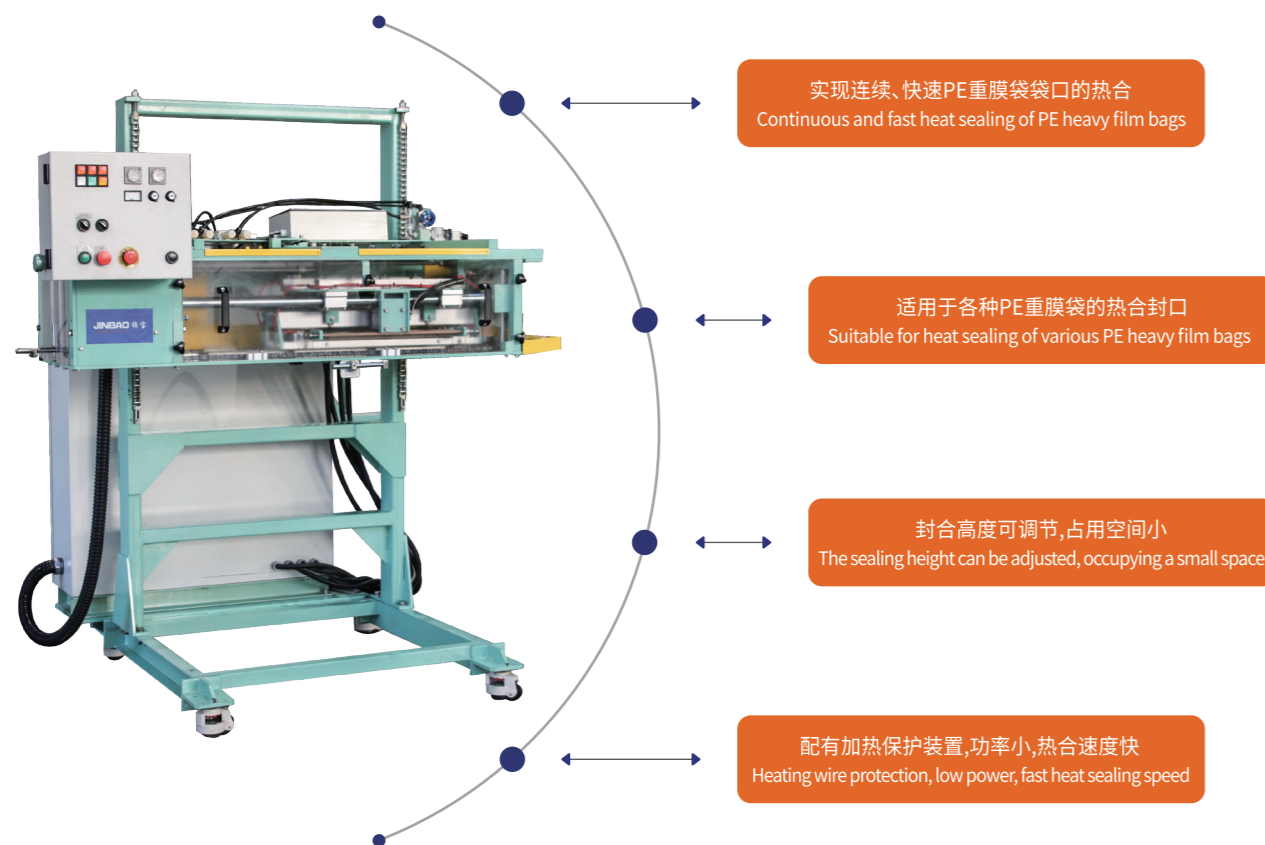 JINBAO 锦宝
实现连续、快速PE重膜袋袋口的热合
Continuous and fast heat sealing of PE heavy film bags
适用于各种PE重膜袋的热合封口
Suitable for heat sealing of various PE heavy film bags
封合高度可调节,占用空间小
The sealing height can be adjusted, occupying a small space
配有加热保护装置,功率小,热合速度快
Heating wire protection, low power, fast heat sealing speed